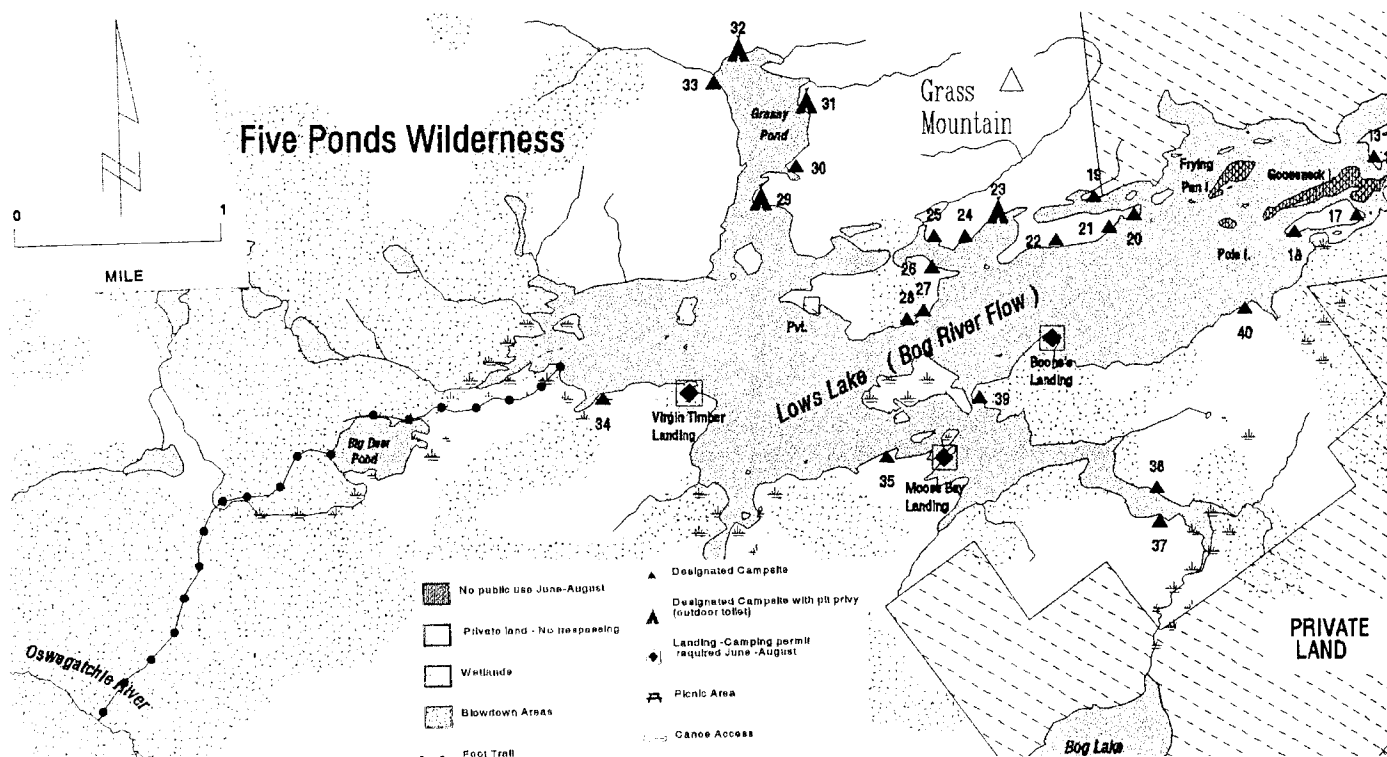 32
33
31
Grassy
Pond
30
29
Five Ponds Wilderness
0
1
MILE
Grass
Mountain
13
19
23
Frying
Pan I.
Gooseneck I.
25
24
22
21
20
17
18
Pole I.
26
27
28
Pvt.
40
Lows Lake ( Bog River Flow )
Boone's
Landing
39
34
Virgin Timber
Landing
Big Deer
Pond
35
Moose Bay
Landing
38
37
Oswegatchie River
No public use June-August
Private land - No trespassing
Wetlands
Blowdown Areas
Foot Trail
Designated Campsite
Designated Campsite with pit privy
(outdoor toilet)
Landing -Camping permit
required June -August
Picnic Area
Canoe Access
PRIVATE
LAND
Bog Lake